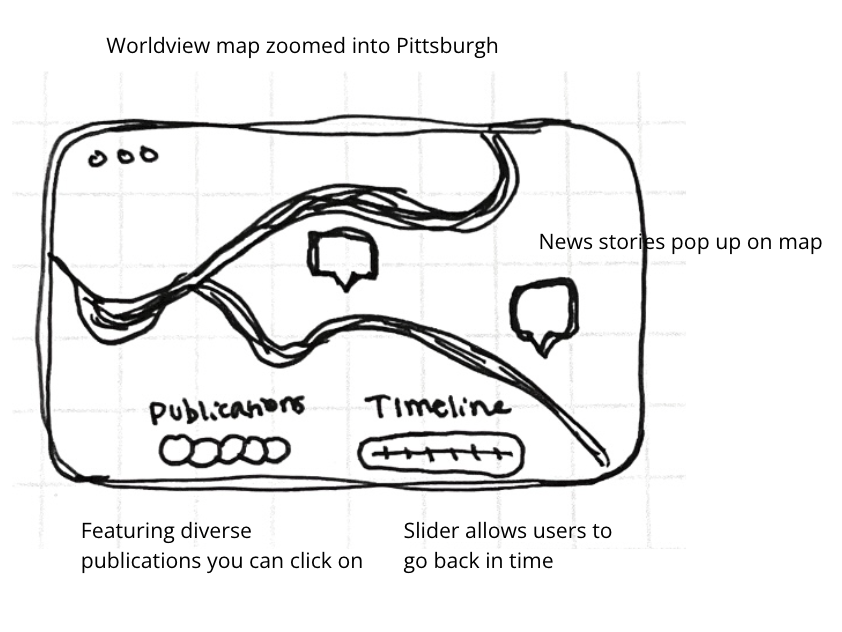 Worldview map zoomed into Pittsburgh
News stories pop up on map
Publications
Timeline
Featuring diverse
publications you can click on
Slider allows users to
go back in time